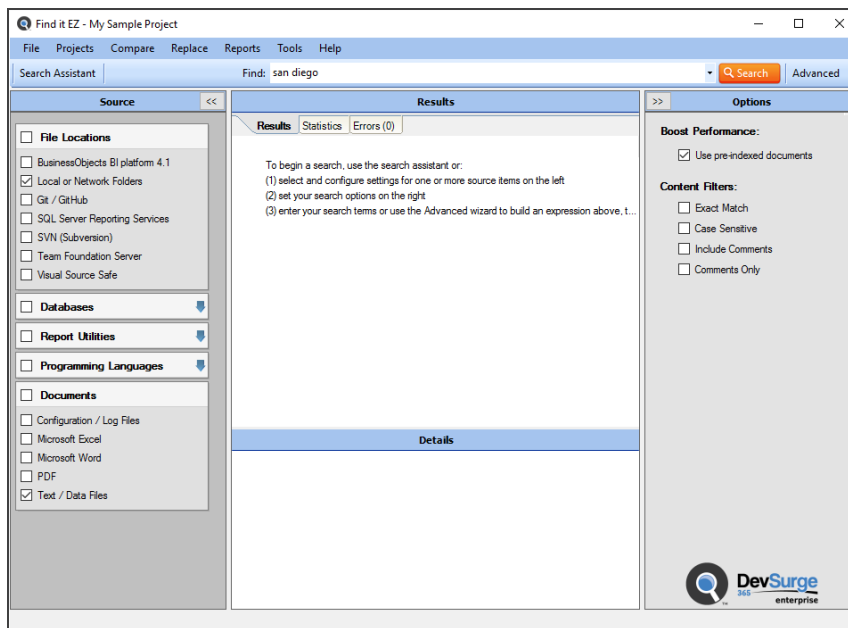 Find it EZ - My Sample Project
File Projects Compare Replace Reports Tools Help
Search Assistant Find: san diego Search Advanced
Source <<
File Locations
BusinessObjects BI platform 4.1
Local or Network Folders
Git / GitHub
SQL Server Reporting Services
SVN (Subversion)
Team Foundation Server
Visual Source Safe
Databases
Report Utilities
Programming Languages
Documents
Configuration / Log Files
Microsoft Excel
Microsoft Word
PDF
Text / Data Files
Results
Results Statistics Errors (0)
To begin a search, use the search assistant or:
(1) select and configure settings for one or more source items on the left
(2) set your search options on the right
(3) enter your search terms or use the Advanced wizard to build an expression above, t...
Details
>> Options
Boost Performance:
Use pre-indexed documents
Content Filters:
Exact Match
Case Sensitive
Include Comments
Comments Only
DevSurge
365
enterprise